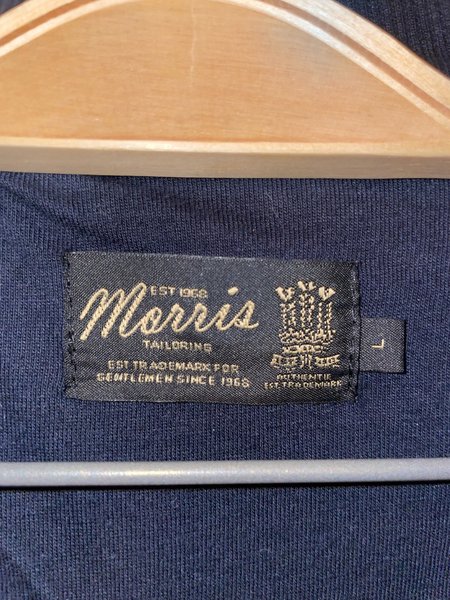 EST 1968
Morris
TAILORING
EST TRADEMARK FOR
GENTLEMEN SINCE 1968
AUTHENTIC
EST. TRADEMARK
L